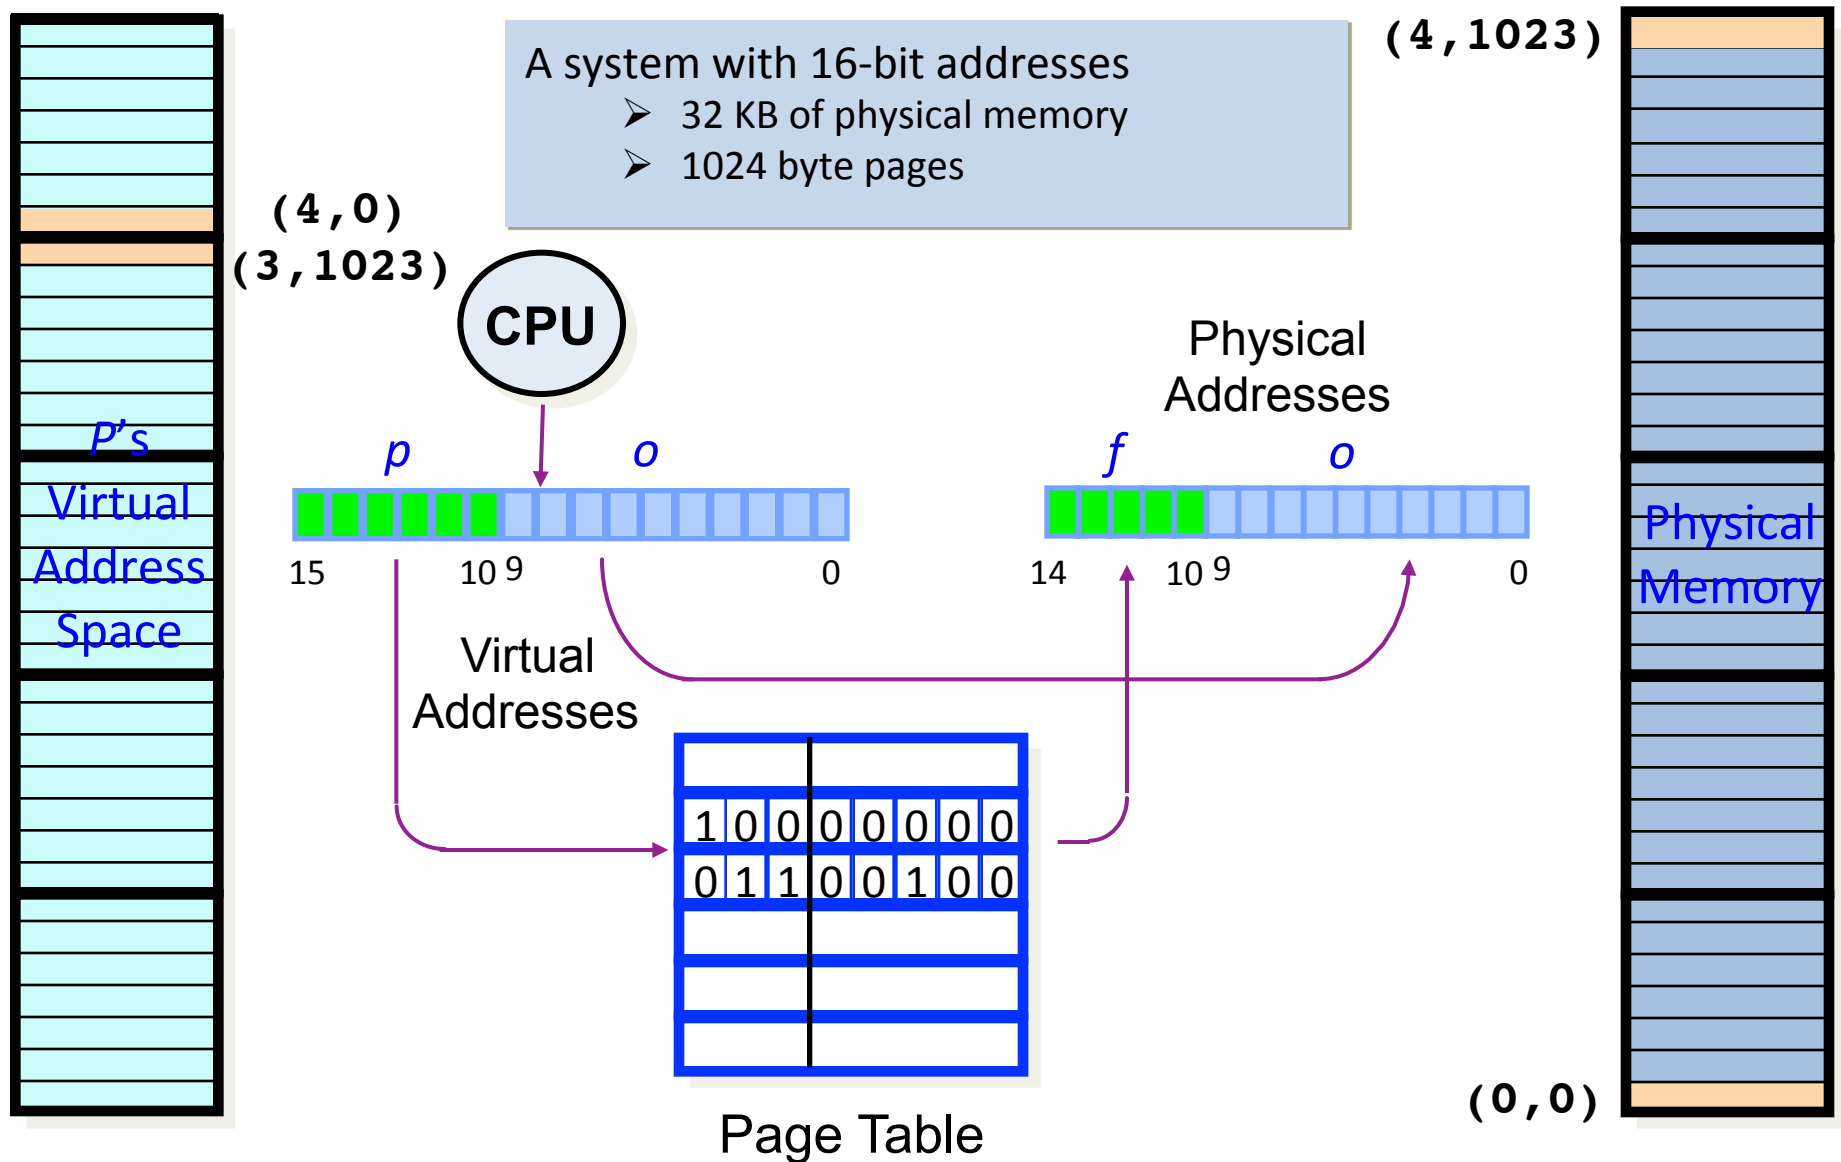 A system with 16-bit addresses
➢ 32 KB of physical memory
➢ 1024 byte pages
(4,1023)
(4,0)
(3,1023)
CPU
Physical
Addresses
P's
Virtual
Address
Space
p
o
f
o
15
10
9
0
14
10
9
0
Virtual
Addresses
Physical
Memory
1 0 0 0 0 0 0 0
0 1 1 0 0 1 0 0
(0,0)
Page Table